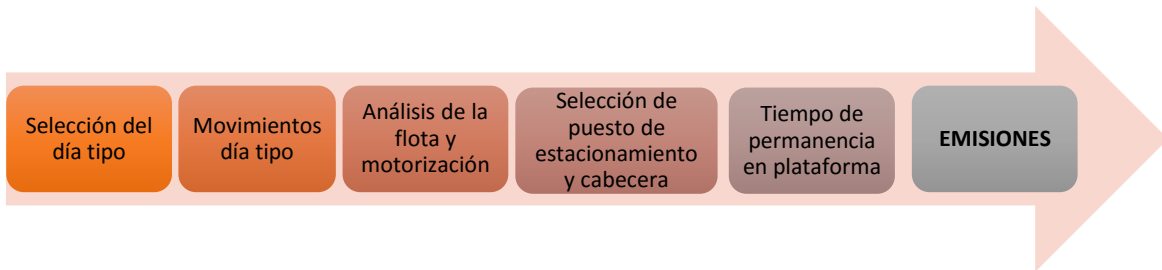 Selección del
día tipo
Movimientos
día tipo
Análisis de la
flota y
motorización
Selección de
puesto de
estacionamiento
y cabecera
Tiempo de
permanencia
en plataforma
EMISIONES